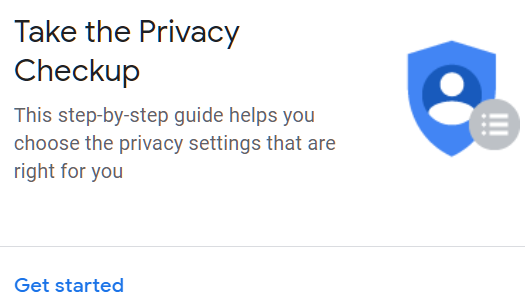 Take the Privacy
Checkup
This step-by-step guide helps you
choose the privacy settings that are
right for you
Get started